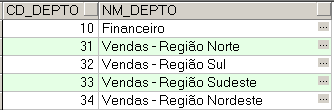 CD_DEPTO NM_DEPTO
10 Financeiro
31 Vendas - Região Norte
32 Vendas - Região Sul
33 Vendas - Região Sudeste
34 Vendas - Região Nordeste